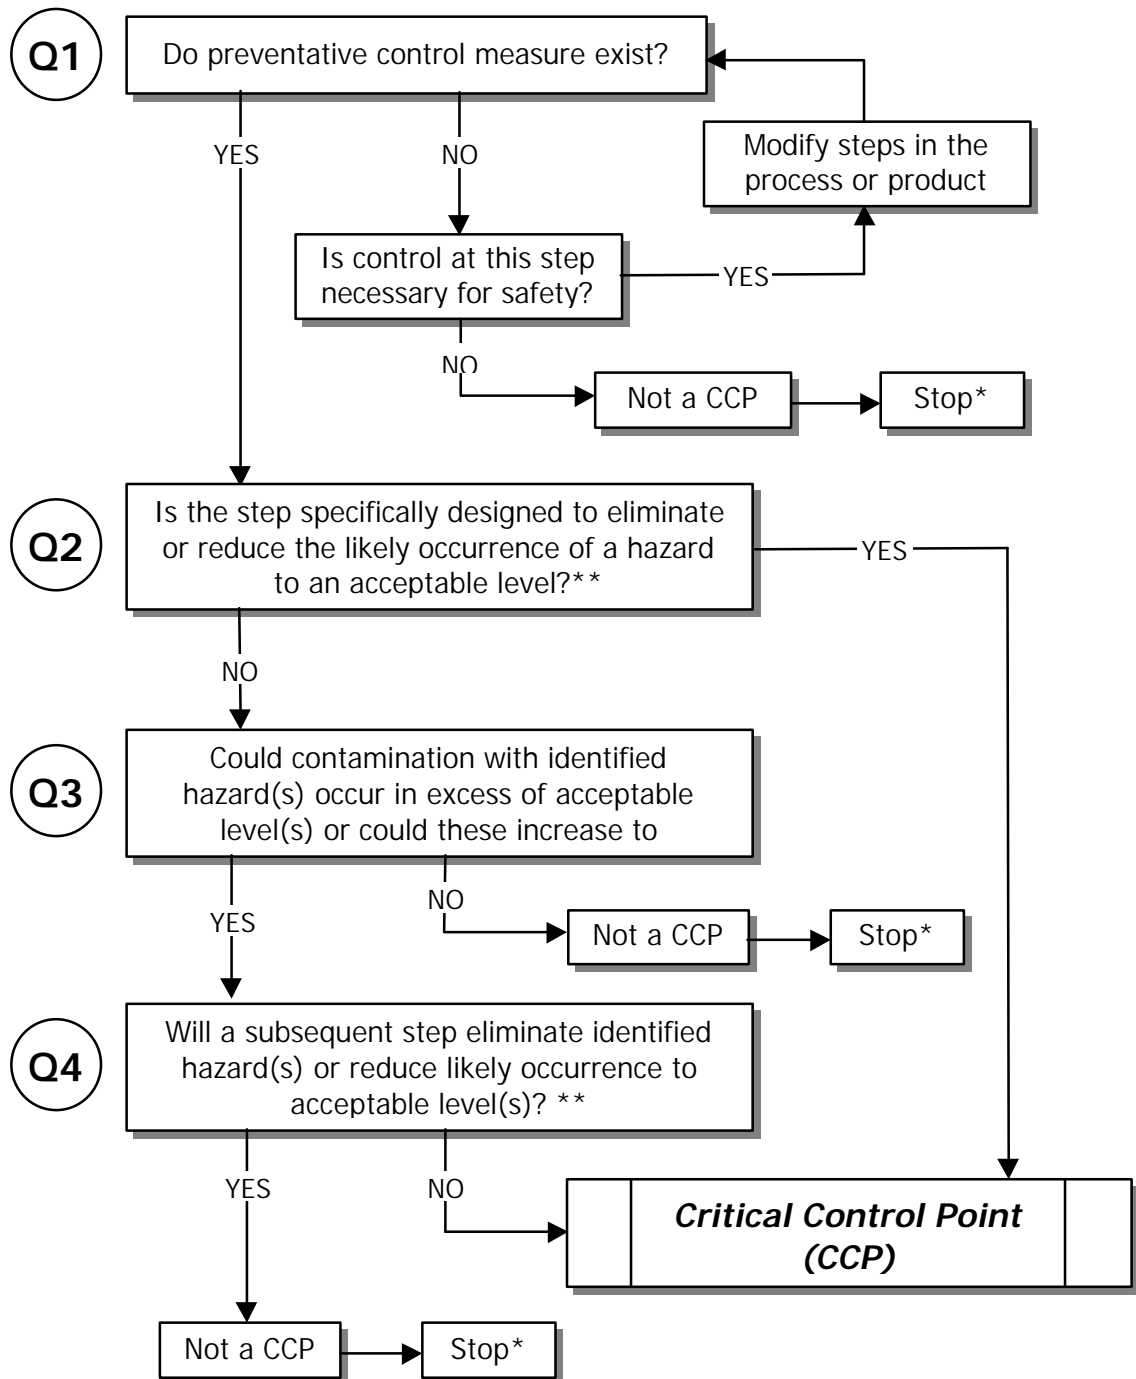 Q1
Do preventative control measure exist?
YES
NO
Modify steps in the
process or product
Is control at this step
necessary for safety?
YES
NO
Not a CCP
Stop*
Q2
Is the step specifically designed to eliminate
or reduce the likely occurrence of a hazard
to an acceptable level?**
YES
NO
Q3
Could contamination with identified
hazard(s) occur in excess of acceptable
level(s) or could these increase to
YES
NO
Not a CCP
Stop*
Q4
Will a subsequent step eliminate identified
hazard(s) or reduce likely occurrence to
acceptable level(s)? **
YES
NO
Critical Control Point
(CCP)
Not a CCP
Stop*